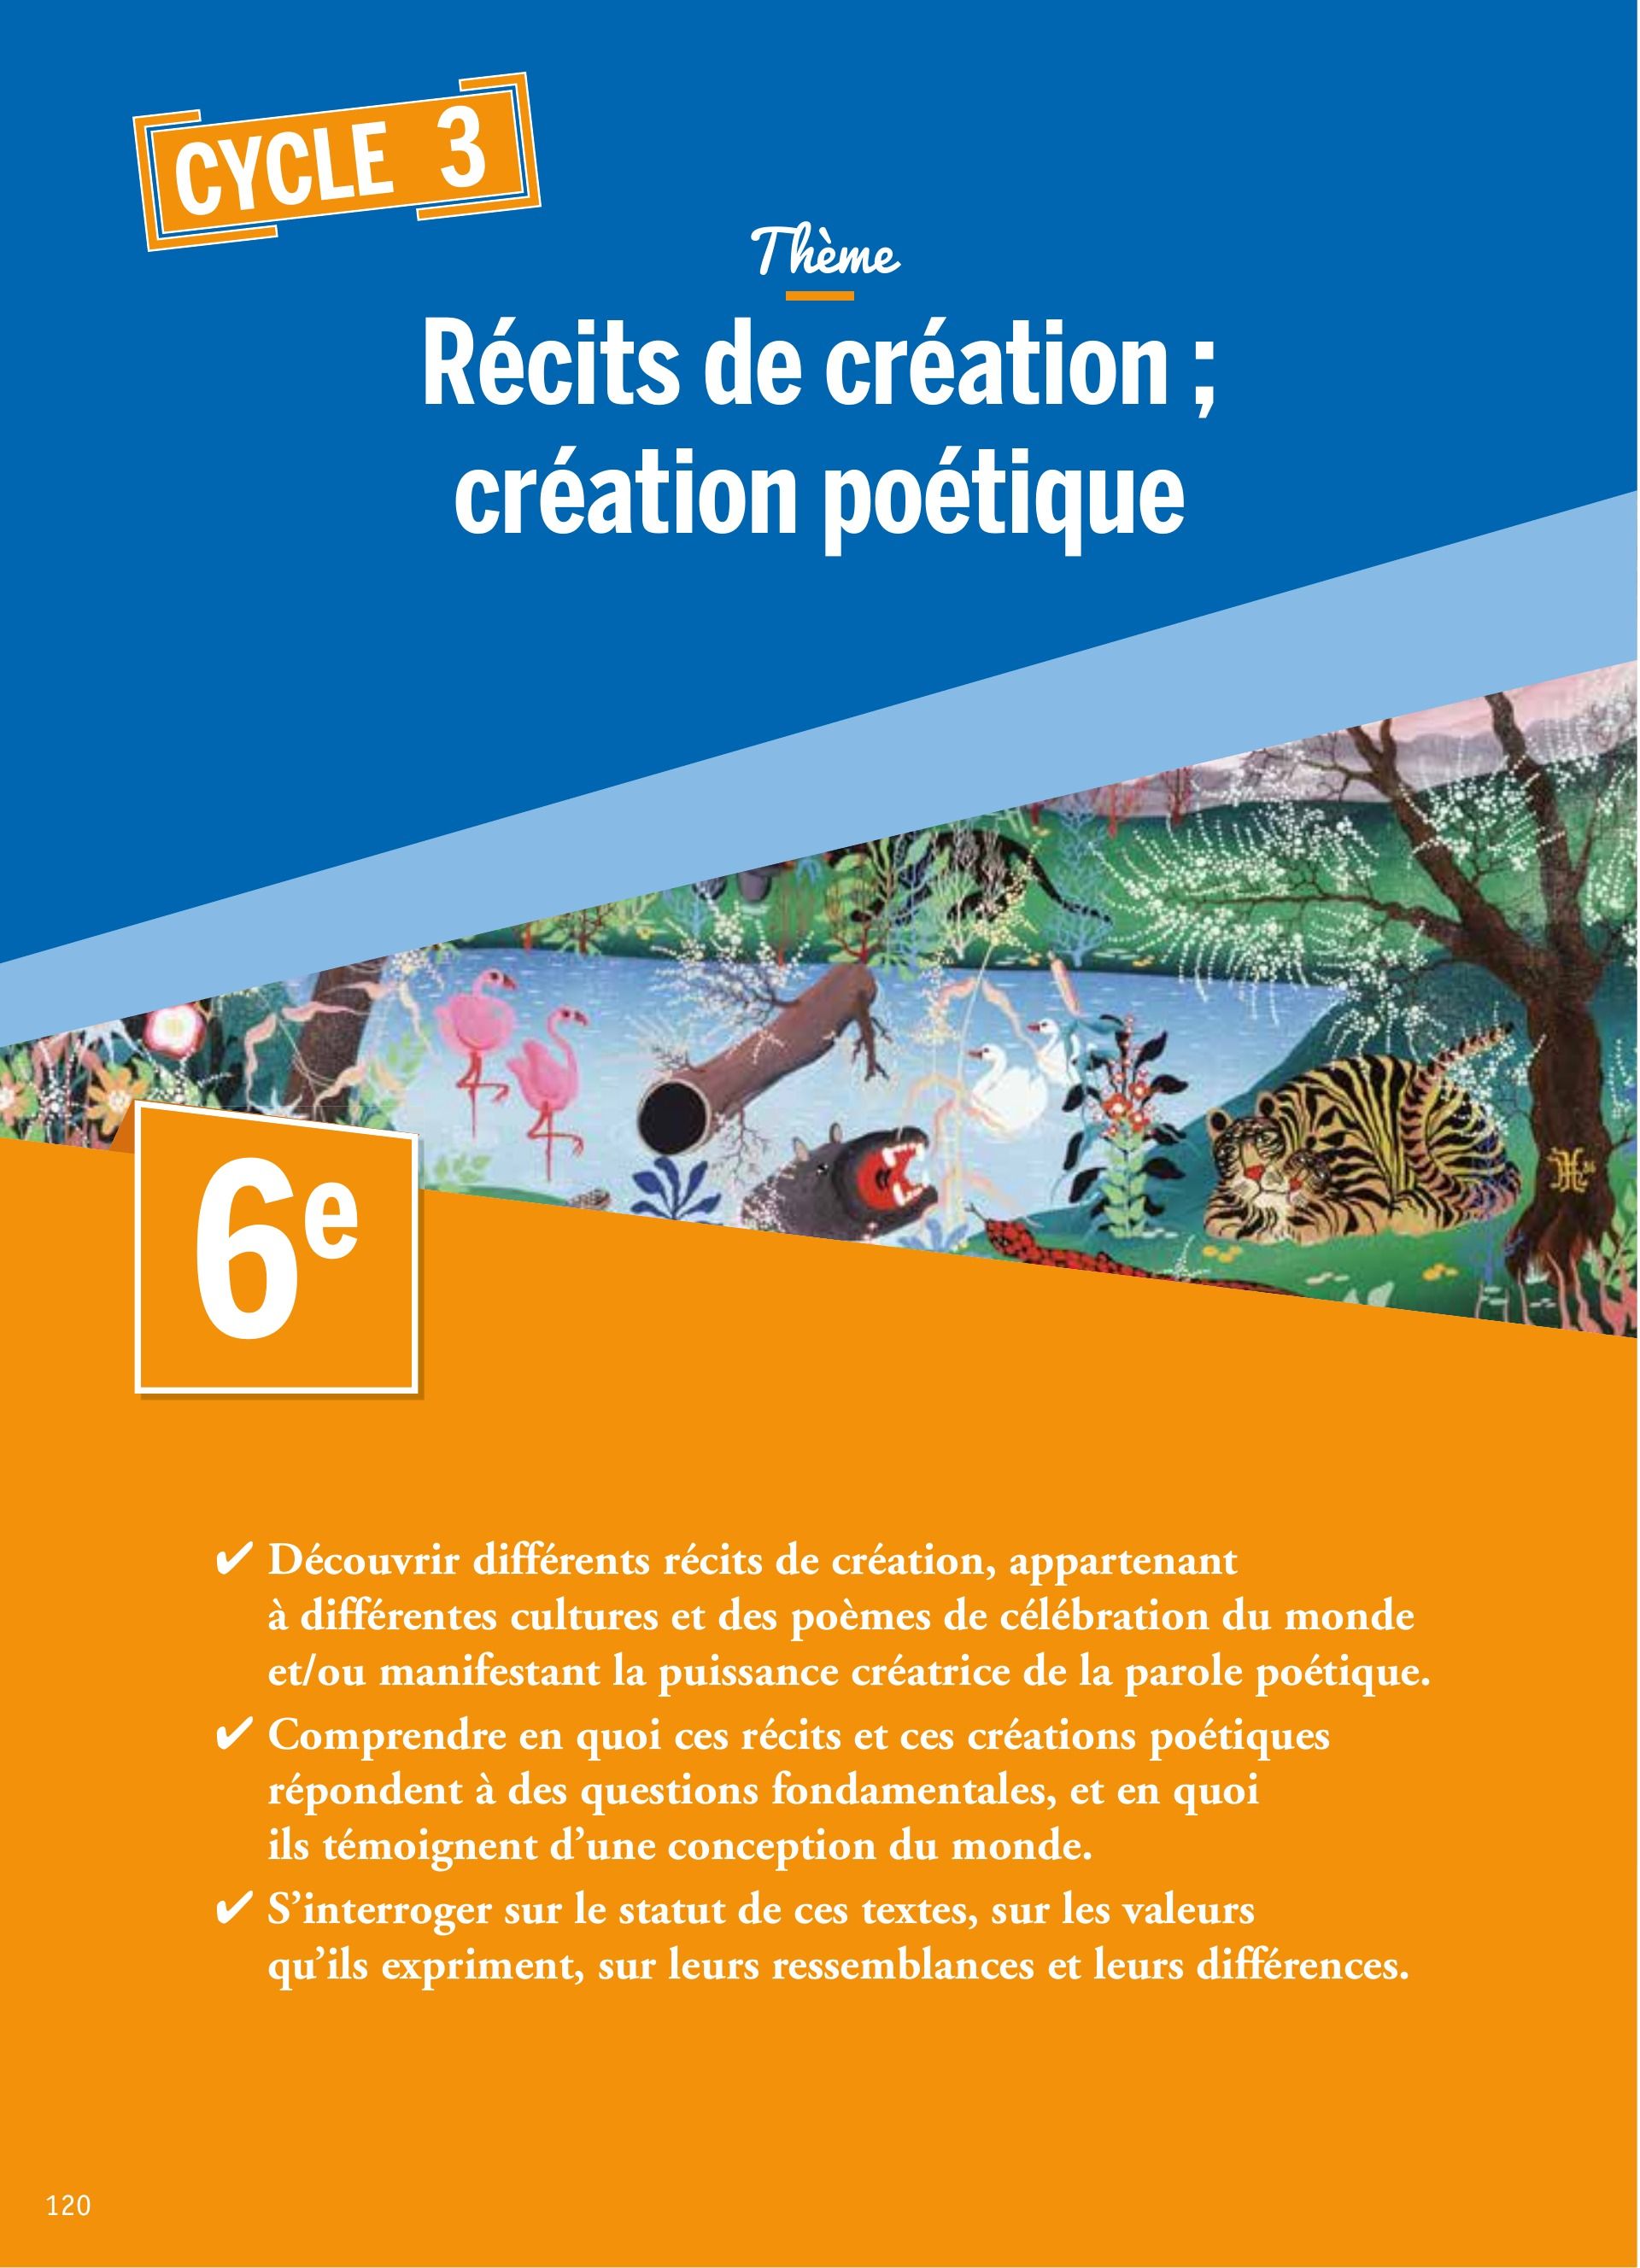 CYCLE 3
Thème
Récits de création ;
création poétique
6e
✔ Découvrir différents récits de création, appartenant
à différentes cultures et des poèmes de célébration du monde
et/ou manifestant la puissance créatrice de la parole poétique.
✔ Comprendre en quoi ces récits et ces créations poétiques
répondent à des questions fondamentales, et en quoi
ils témoignent d’une conception du monde.
✔ S’interroger sur le statut de ces textes, sur les valeurs
qu’ils expriment, sur leurs ressemblances et leurs différences.
120